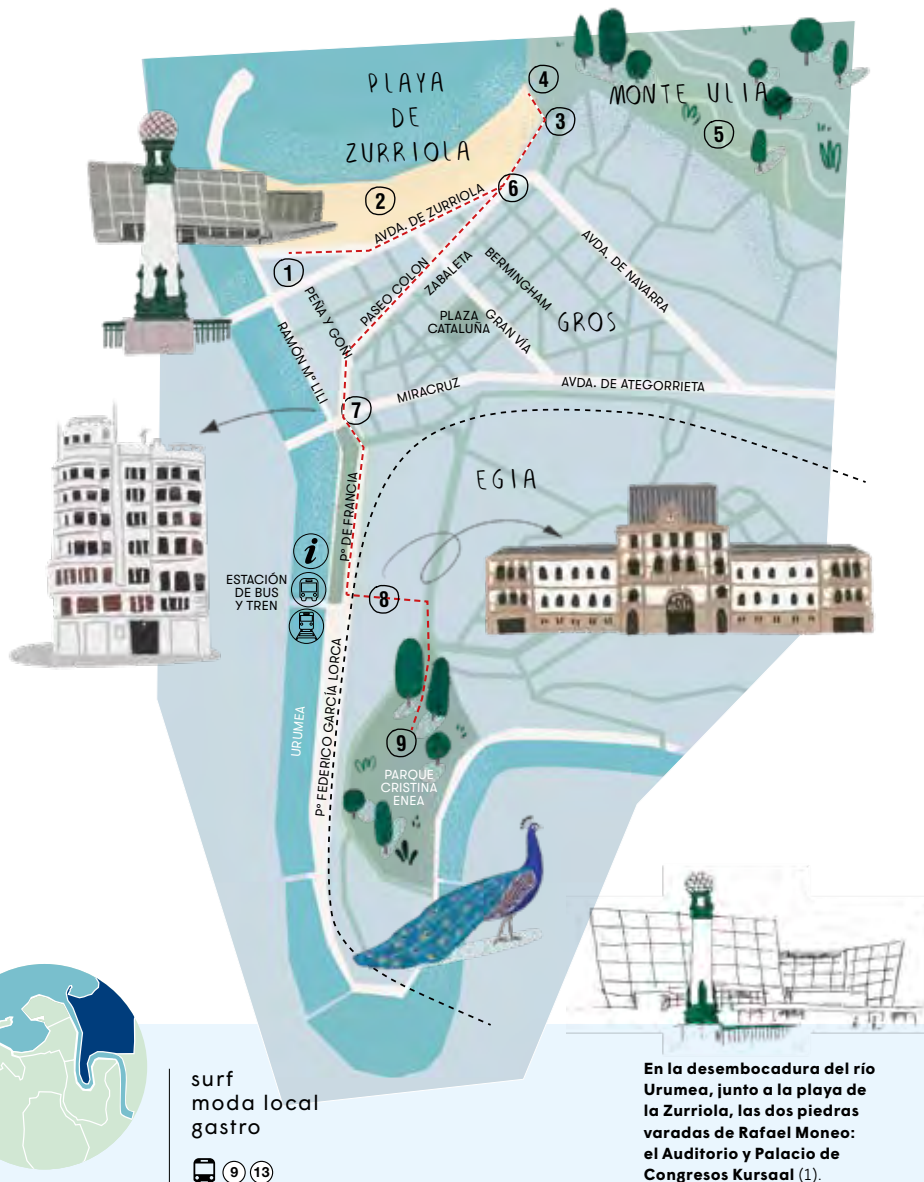 PLAYA
DE
ZURRIOLA
4
MONTE ULIA
3
5
2
6
AVDA. DE ZURRIOLA
1
PEÑA Y GOÑI
PASEO COLON
ZABALETA
BERMINGHAM
AVDA. DE NAVARRA
PLAZA
CATALUÑA
GRAN VÍA
GROS
RAMÓN Mª LILI
MIRACRUZ
AVDA. DE ATEGORRIETA
7
EGIA
Pº DE FRANCIA
i
ESTACIÓN
DE BUS
Y TREN
8
URUMEA
Pº FEDERICO GARCÍA LORCA
9
PARQUE
CRISTINA
ENEA
surf
moda local
gastro
9 13
En la desembocadura del río
Urumea, junto a la playa de
la Zurriola, las dos piedras
varadas de Rafael Moneo:
el Auditorio y Palacio de
Congresos Kursaal (1).